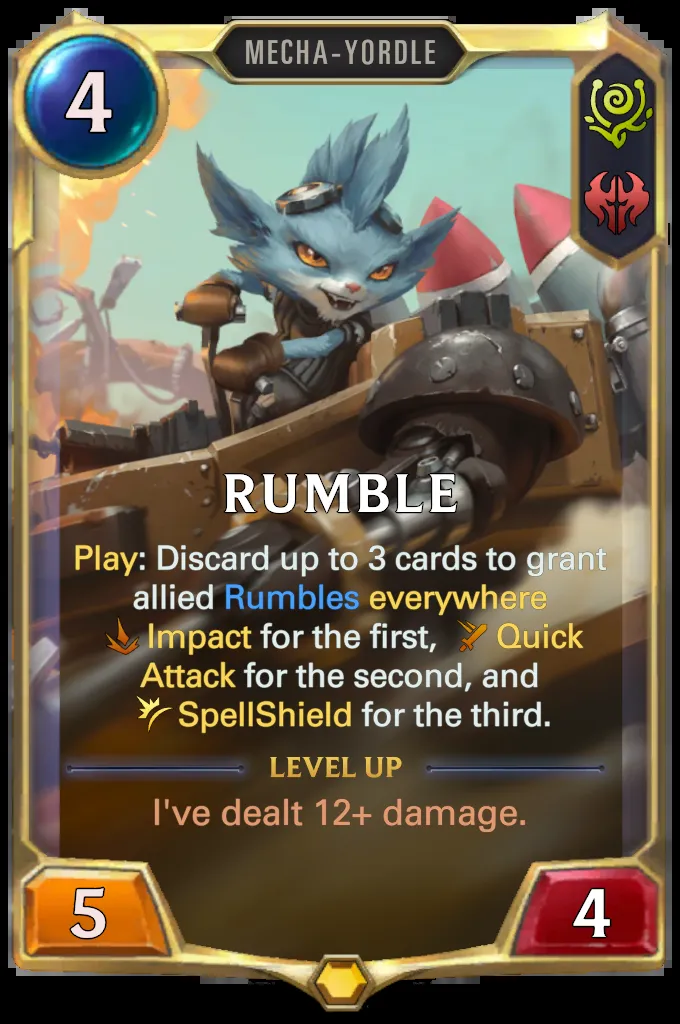 MECHA-YORDLE
4
RUMBLE
Play: Discard up to 3 cards to grant
allied Rumbles everywhere
Impact for the first, Quick
Attack for the second, and
SpellShield for the third.
LEVEL UP
I've dealt 12+ damage.
5
4